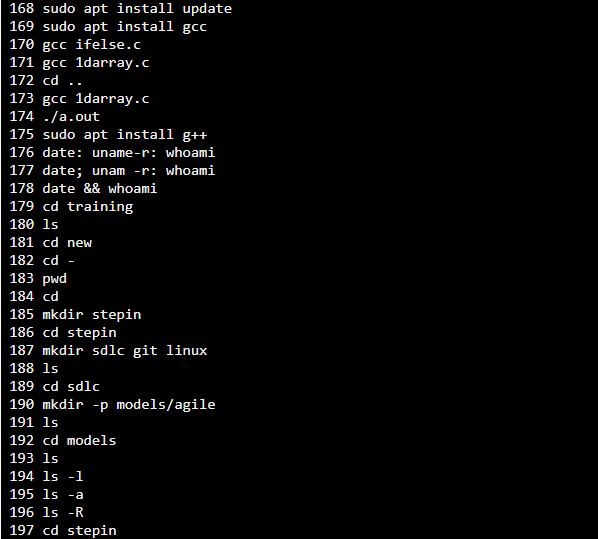 168 sudo apt install update
169 sudo apt install gcc
170 gcc ifelse.c
171 gcc 1darray.c
172 cd ..
173 gcc 1darray.c
174 ./a.out
175 sudo apt install g++
176 date: uname-r: whoami
177 date; unam -r: whoami
178 date && whoami
179 cd training
180 ls
181 cd new
182 cd -
183 pwd
184 cd
185 mkdir stepin
186 cd stepin
187 mkdir sdlc git linux
188 ls
189 cd sdlc
190 mkdir -p models/agile
191 ls
192 cd models
193 ls
194 ls -l
195 ls -a
196 ls -R
197 cd stepin